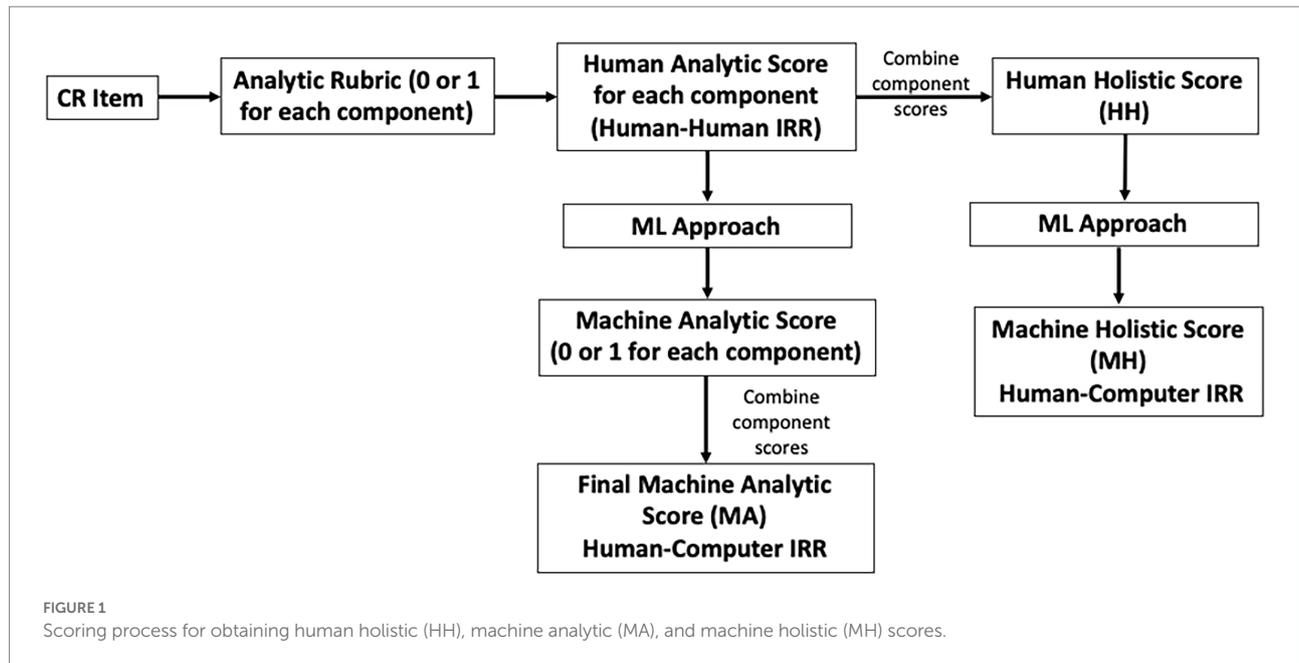 CR Item
Analytic Rubric (0 or 1
for each component)
Human Analytic Score
for each component
(Human-Human IRR)
Combine
component
scores
Human Holistic Score
(HH)
ML Approach
ML Approach
Machine Analytic Score
(0 or 1 for each component)
Machine Holistic Score
(MH)
Human-Computer IRR
Combine
component
scores
Final Machine Analytic
Score (MA)
Human-Computer IRR
FIGURE 1
Scoring process for obtaining human holistic (HH), machine analytic (MA), and machine holistic (MH) scores.